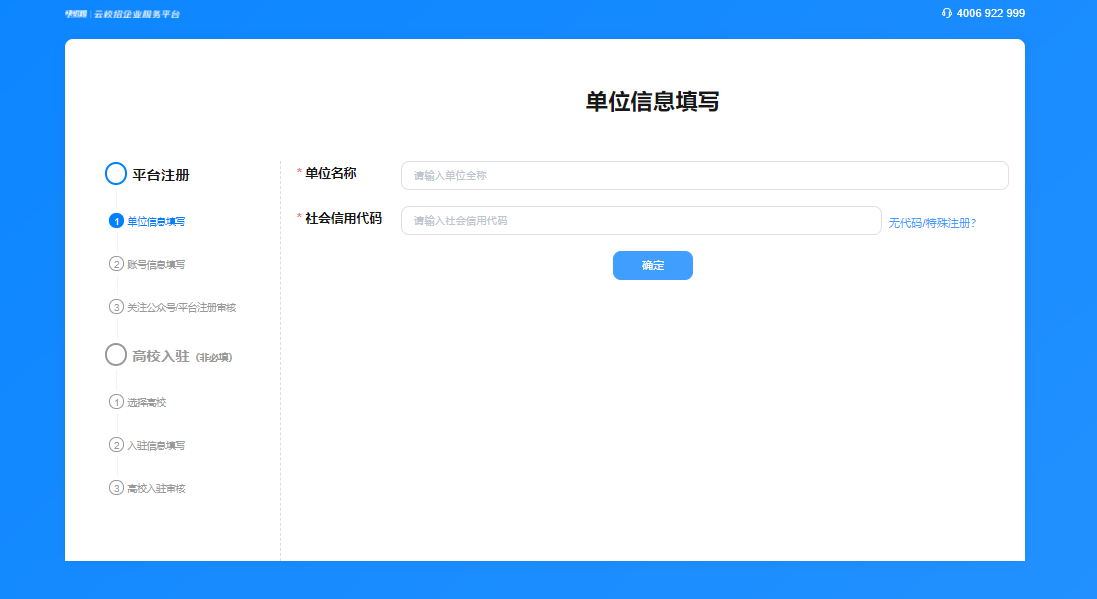 云校招企业服务平台
4006 922 999
单位信息填写
平台注册
1 单位信息填写
2 账号信息填写
3 关注公众号/平台注册审核
高校入驻（非必填）
1 选择高校
2 入驻信息填写
3 高校入驻审核
* 单位名称
请输入单位全称
* 社会信用代码
请输入社会信用代码
无代码/特殊注册?
确定